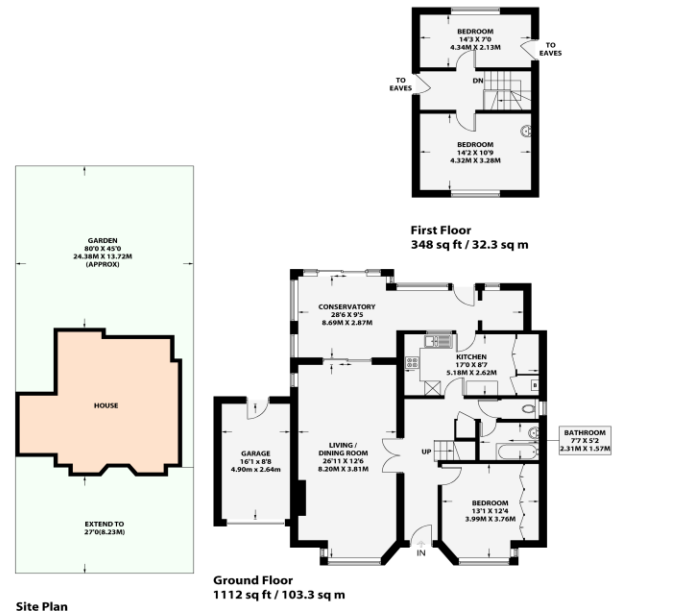 BEDROOM
14'3 X 7'0
4.34M X 2.13M
TO
EAVES
TO
EAVES
DN
BEDROOM
14'2 X 10'9
4.32M X 3.28M
First Floor
348 sq ft / 32.3 sq m
GARDEN
80'0 X 45'0
24.38M X 13.72M
(APPROX)
HOUSE
EXTEND TO
27'0(8.23M)
Site Plan
CONSERVATORY
28'6 X 9'5
8.69M X 2.87M
KITCHEN
17'0 X 8'7
5.18M X 2.62M
B
GARAGE
16'1 X 8'8
4.90m X 2.64m
LIVING /
DINING ROOM
26'11 X 12'6
8.20M X 3.81M
UP
BATHROOM
7'7 X 5'2
2.31M X 1.57M
BEDROOM
13'1 X 12'4
3.99M X 3.76M
IN
Ground Floor
1112 sq ft / 103.3 sq m